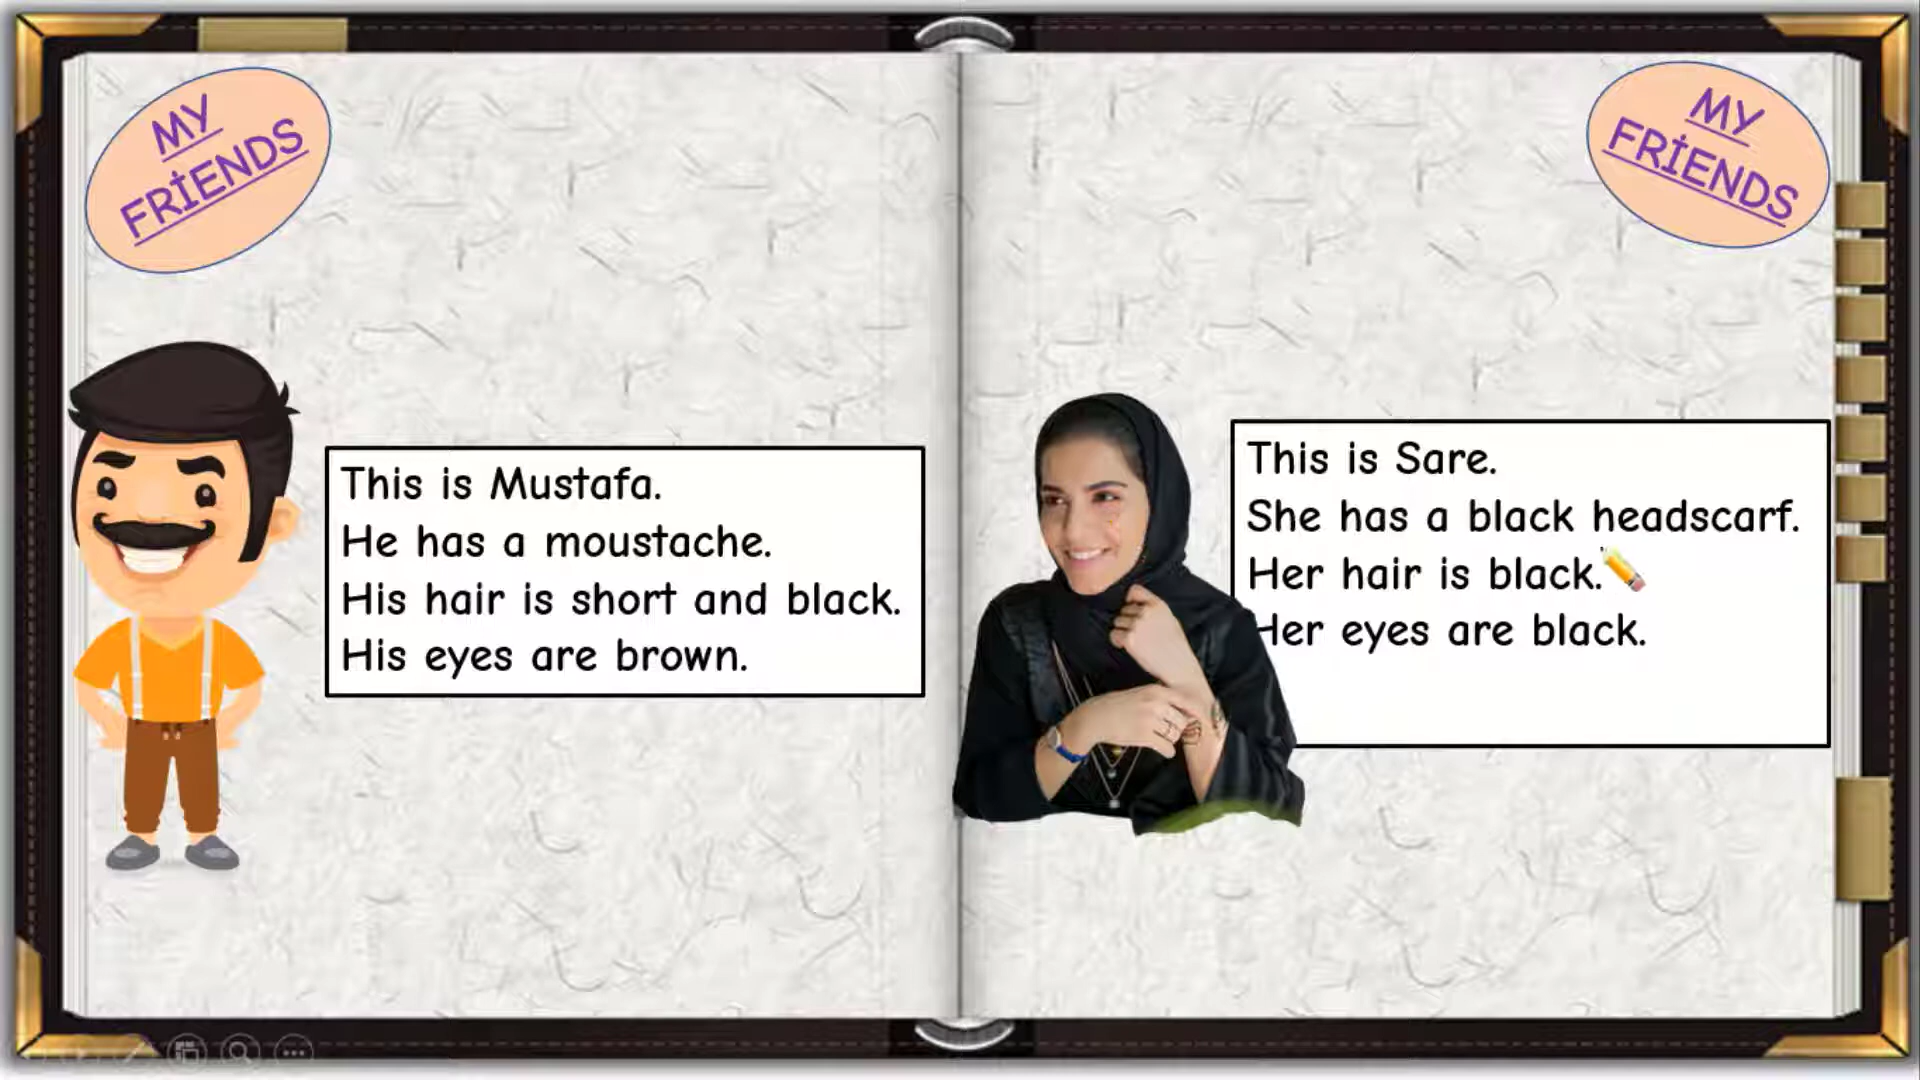 MY
FRİENDS
This is Mustafa.
He has a moustache.
His hair is short and black.
His eyes are brown.
MY
FRİENDS
This is Sare.
She has a black headscarf.
Her hair is black.
Her eyes are black.